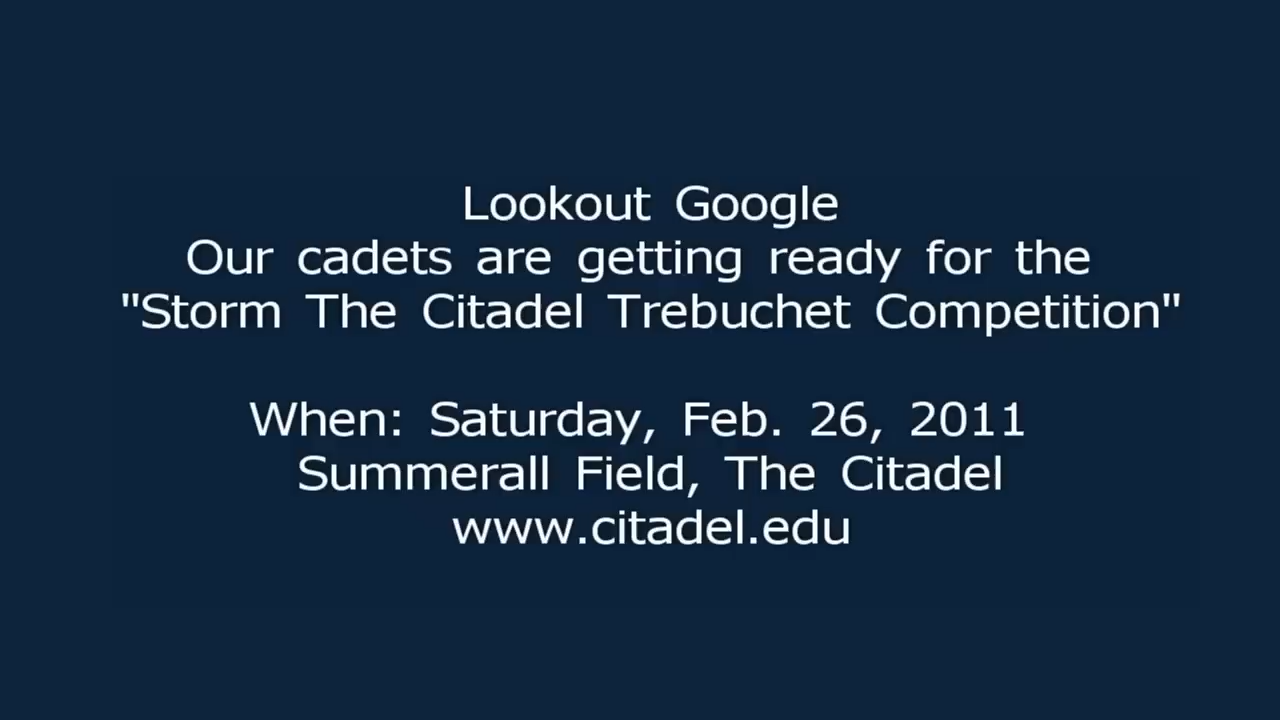 Lookout Google
Our cadets are getting ready for the
"Storm The Citadel Trebuchet Competition"
When: Saturday, Feb. 26, 2011
Summerall Field, The Citadel
www.citadel.edu